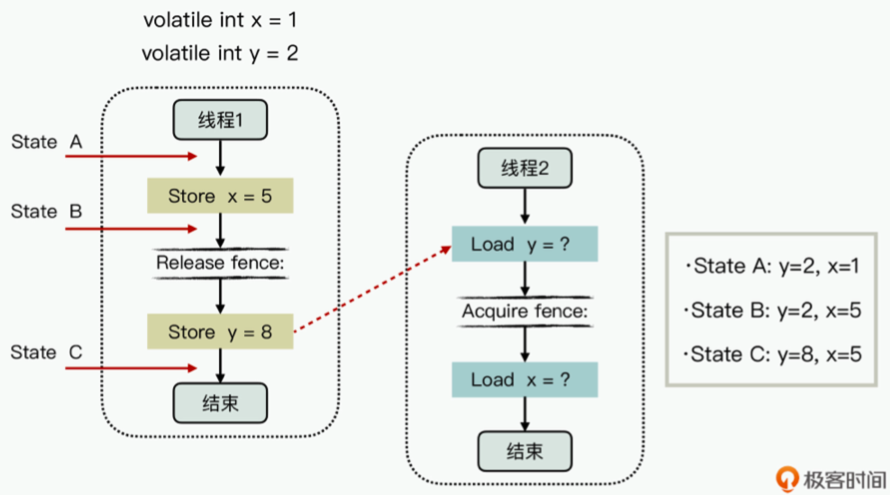 volatile int x = 1
volatile int y = 2
线程1
State A
Store x = 5
State B
Release fence:
Store y = 8
State C
结束
线程2
Load y = ?
Acquire fence:
Load x = ?
结束
·State A: y=2, x=1
·State B: y=2, x=5
·State C: y=8, x=5
极客时间